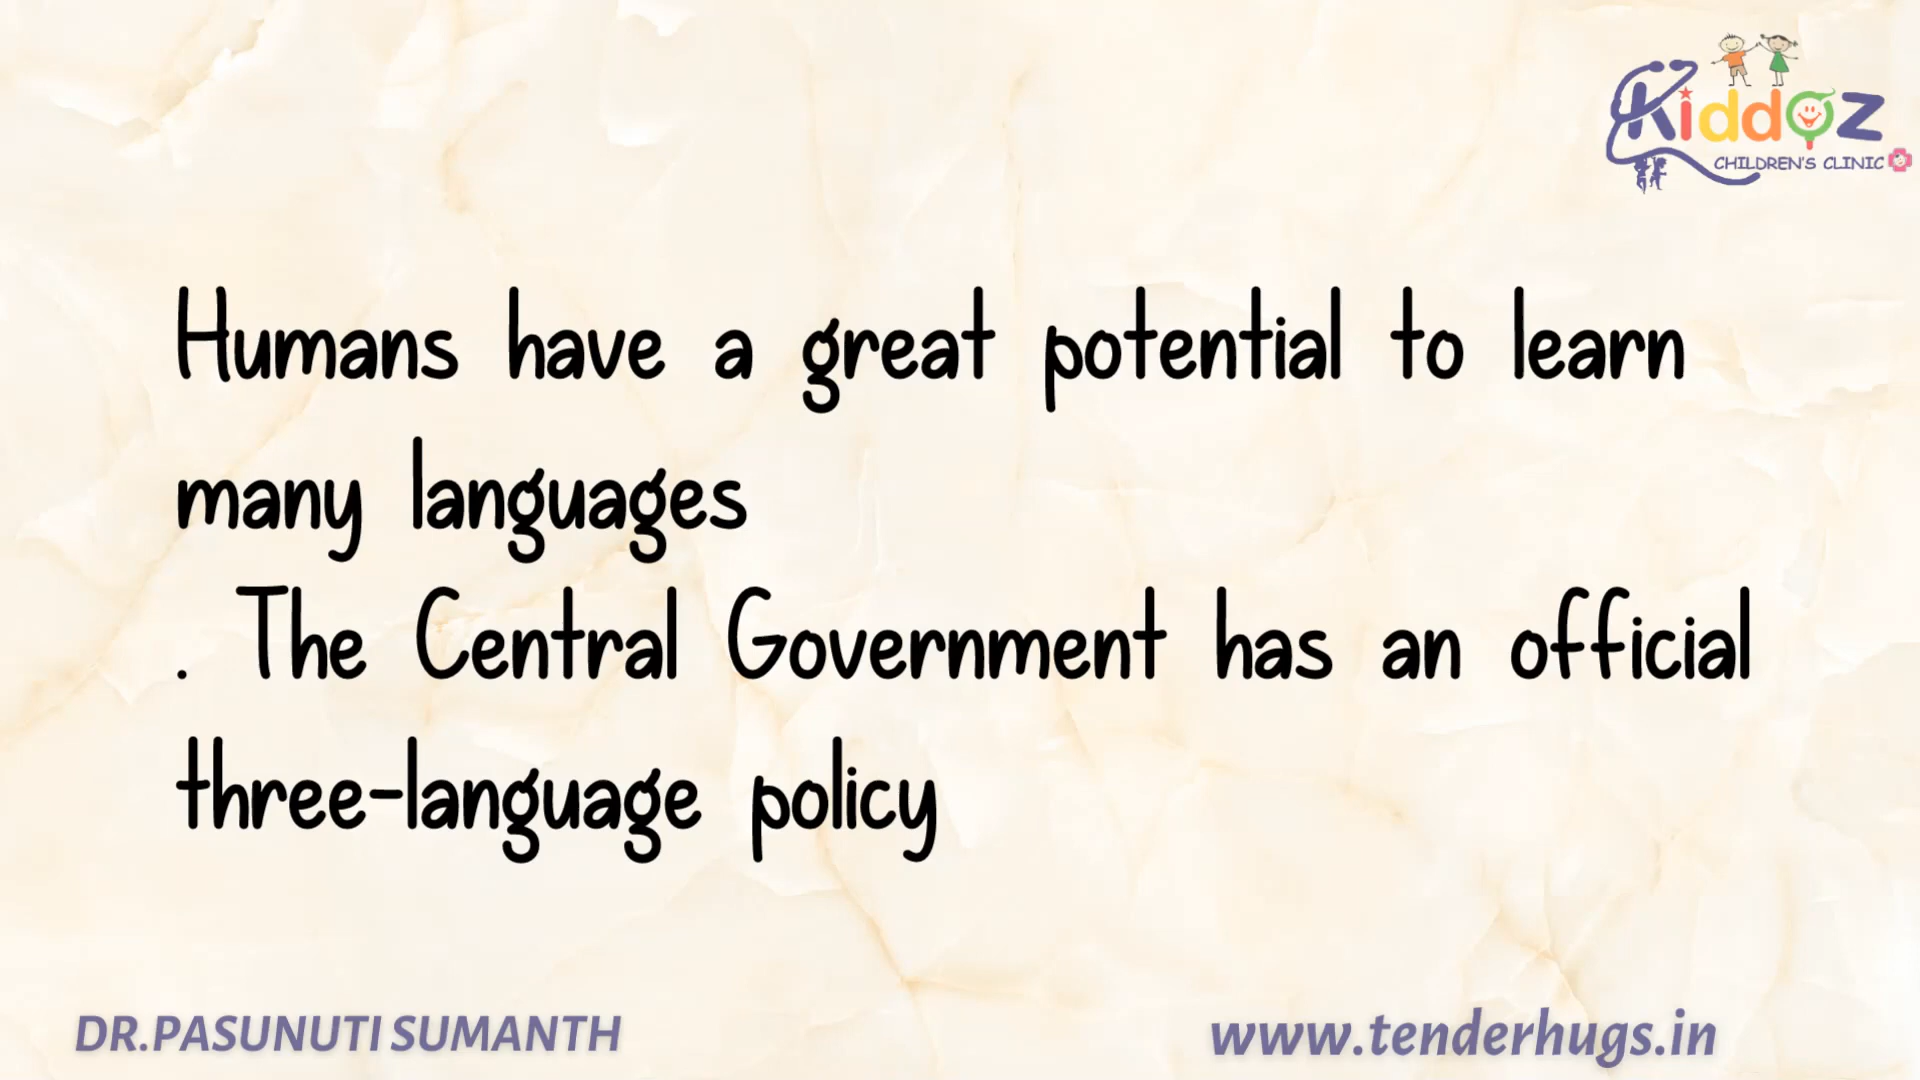 Kiddoz
CHILDREN'S CLINIC
Humans have a great potential to learn
many languages
. The Central Government has an official
three-language policy
DR.PASUNUTI SUMANTH
www.tenderhugs.in